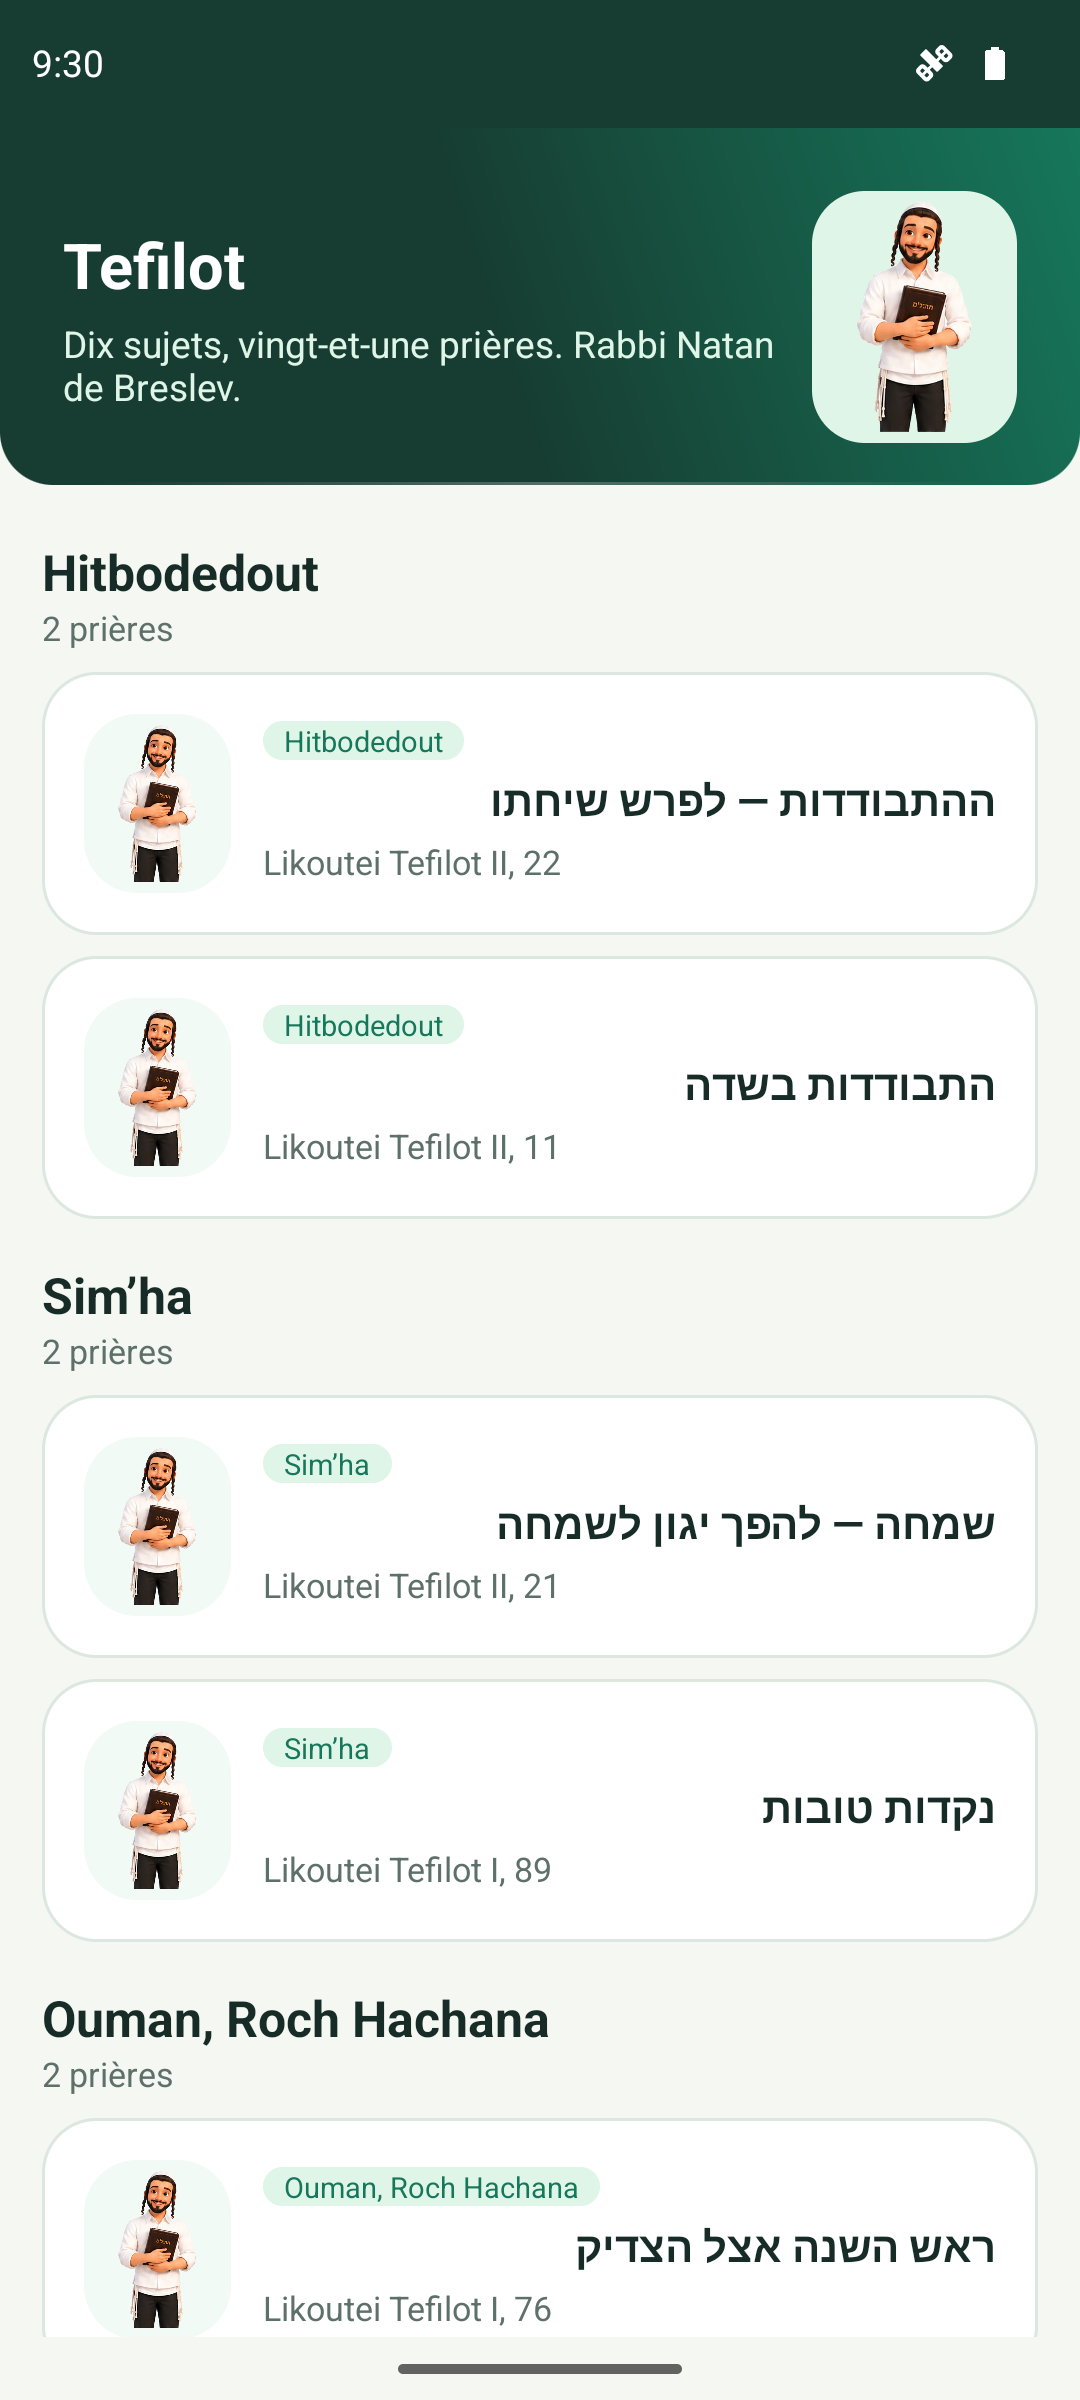 9:30
Tefilot
Dix sujets, vingt-et-une prières. Rabbi Natan
de Breslev.
Hitbodedout
2 prières
Hitbodedout
ההתבודדות – לפרש שיחתו
Likoutei Tefilot II, 22
Hitbodedout
התבודדות בשדה
Likoutei Tefilot II, 11
Sim’ha
2 prières
Sim’ha
שמחה – להפך יגון לשמחה
Likoutei Tefilot II, 21
Sim’ha
נקדות טובות
Likoutei Tefilot I, 89
Ouman, Roch Hachana
2 prières
Ouman, Roch Hachana
ראש השנה אצל הצדיק
Likoutei Tefilot I, 76